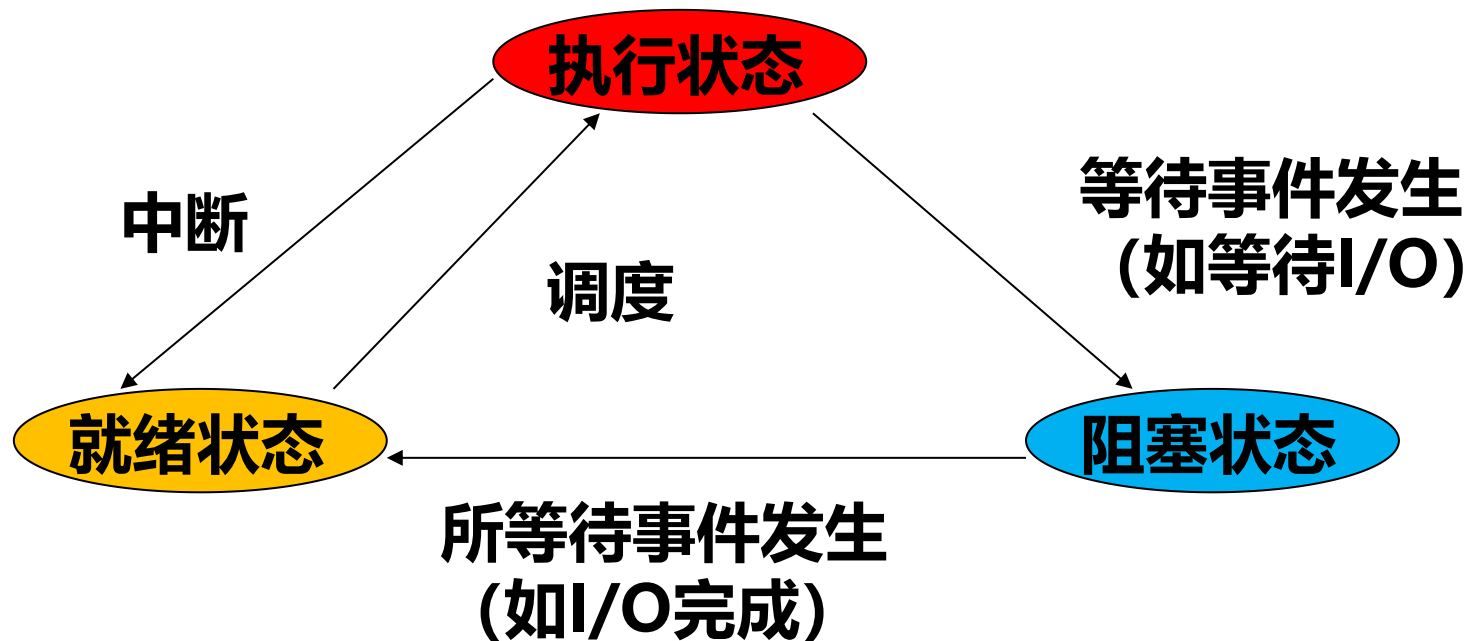 执行状态
等待事件发生
（如等待I/O）
中断
调度
就绪状态
阻塞状态
所等待事件发生
（如I/O完成）